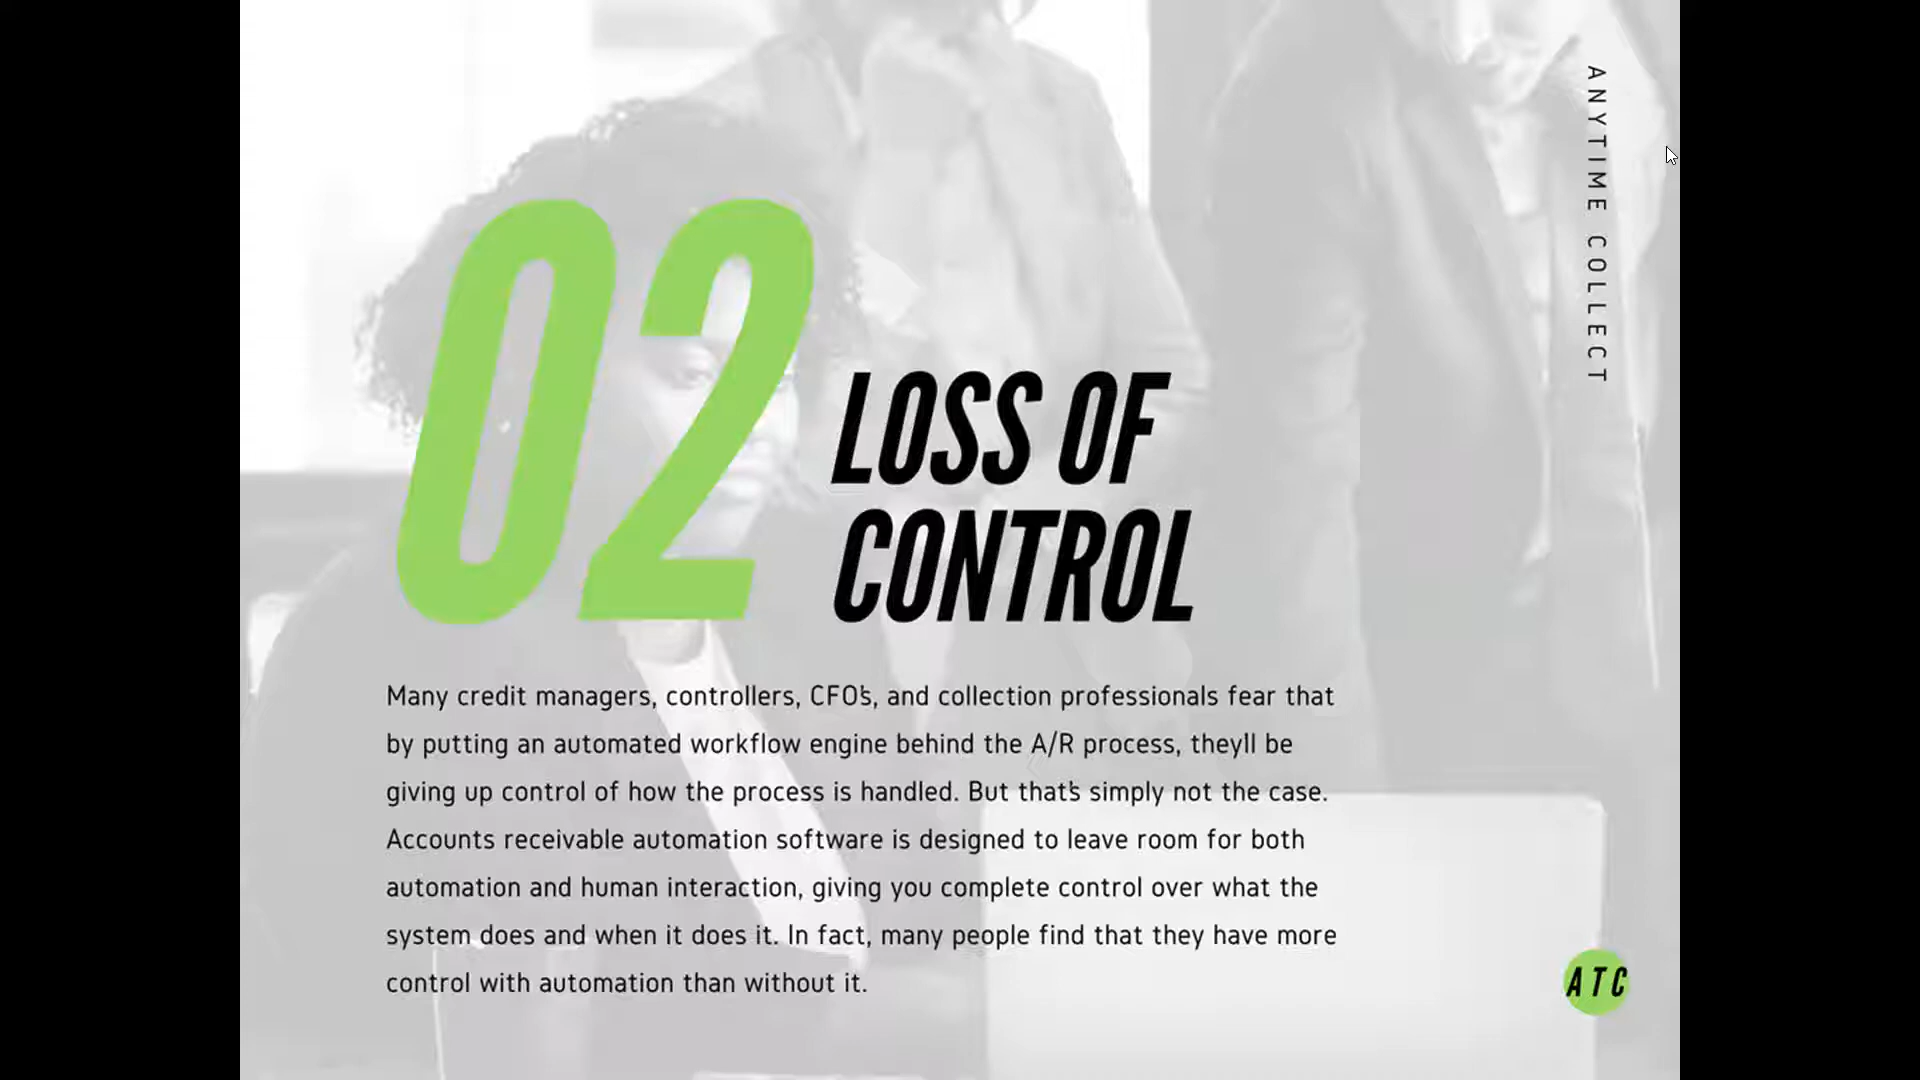 ANYTIME COLLECT
02
LOSS OF
CONTROL
Many credit managers, controllers, CFO's, and collection professionals fear that
by putting an automated workflow engine behind the A/R process, they'll be
giving up control of how the process is handled. But that's simply not the case.
Accounts receivable automation software is designed to leave room for both
automation and human interaction, giving you complete control over what the
system does and when it does it. In fact, many people find that they have more
control with automation than without it.
ATC